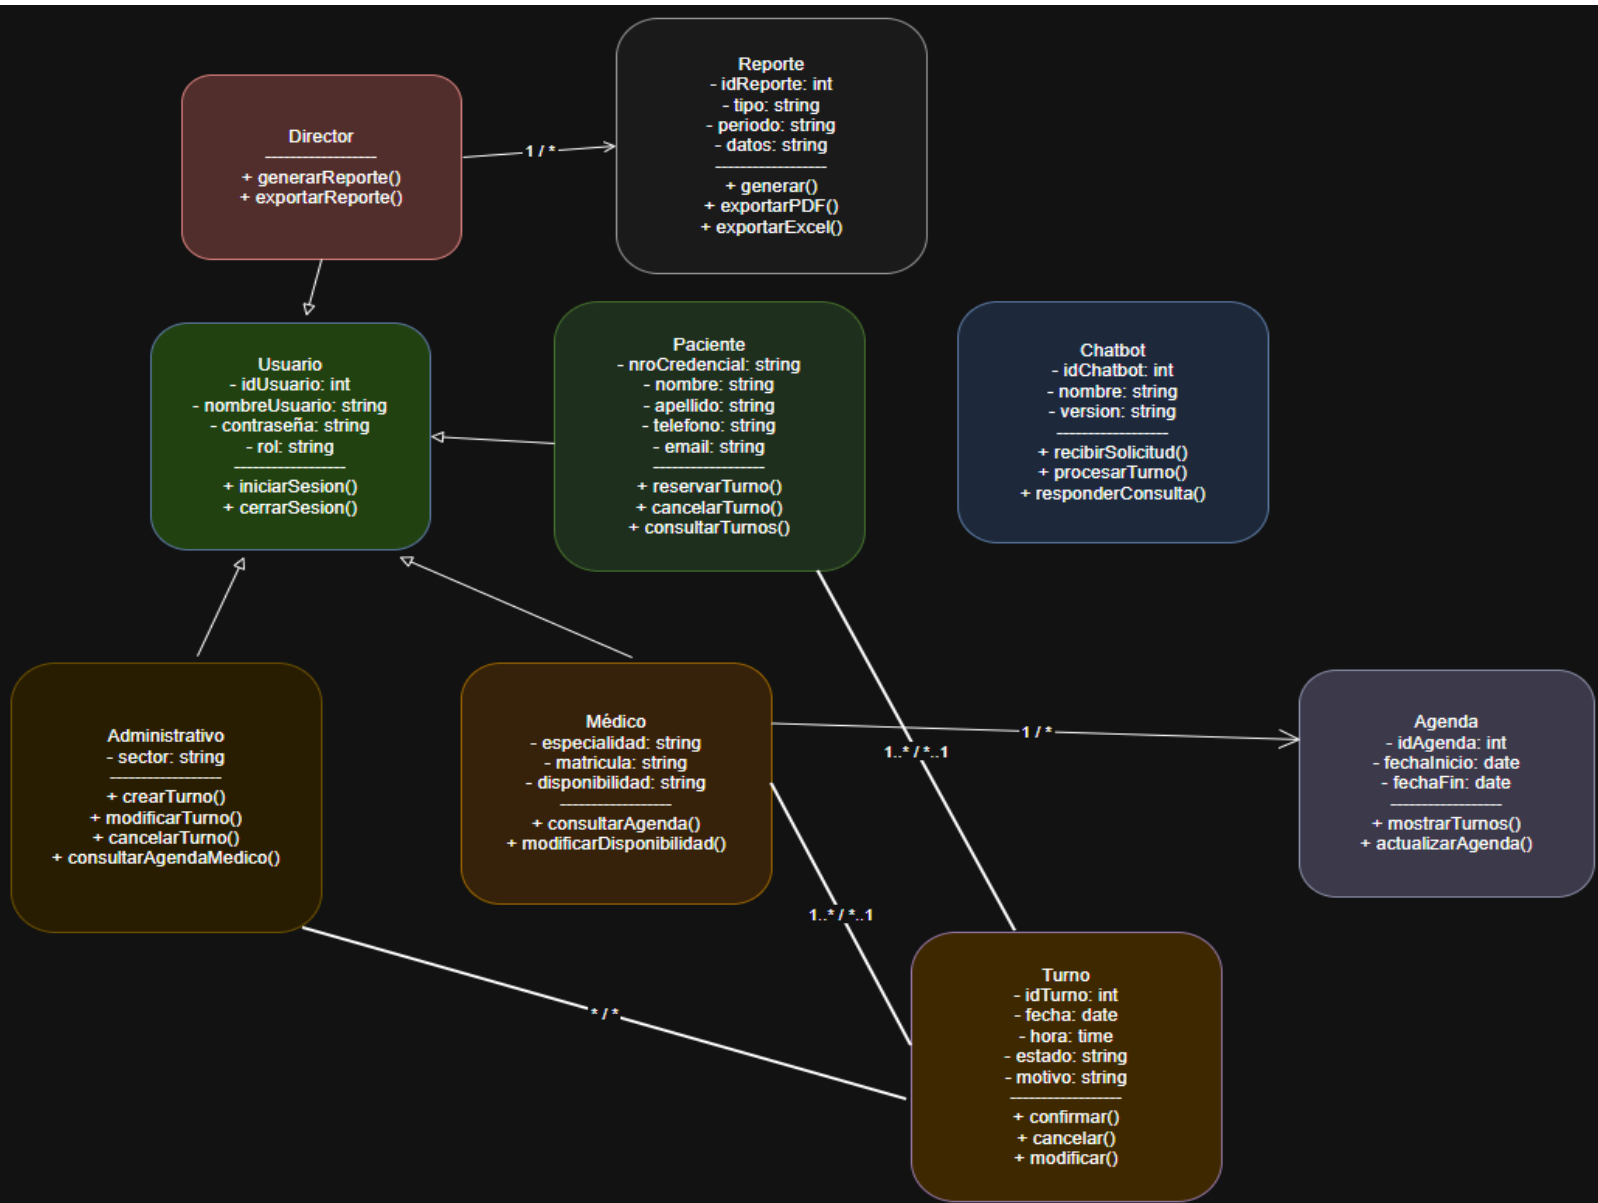 Director
------------------
+ generarReporte()
+ exportarReporte()
1 / *
Reporte
- idReporte: int
- tipo: string
- periodo: string
- datos: string
------------------
+ generar()
+ exportarPDF()
+ exportarExcel()
Usuario
- idUsuario: int
- nombreUsuario: string
- contraseña: string
- rol: string
------------------
+ iniciarSesion()
+ cerrarSesion()
Paciente
- nroCredencial: string
- nombre: string
- apellido: string
- telefono: string
- email: string
------------------
+ reservarTurno()
+ cancelarTurno()
+ consultarTurnos()
Chatbot
- idChatbot: int
- nombre: string
- version: string
------------------
+ recibirSolicitud()
+ procesarTurno()
+ responderConsulta()
Administrativo
- sector: string
------------------
+ crearTurno()
+ modificarTurno()
+ cancelarTurno()
+ consultarAgendaMedico()
Médico
- especialidad: string
- matricula: string
- disponibilidad: string
------------------
+ consultarAgenda()
+ modificarDisponibilidad()
1..* / *..1
1 / *
Agenda
- idAgenda: int
- fechaInicio: date
- fechaFin: date
------------------
+ mostrarTurnos()
+ actualizarAgenda()
1..* / *..1
* / *
Turno
- idTurno: int
- fecha: date
- hora: time
- estado: string
- motivo: string
------------------
+ confirmar()
+ cancelar()
+ modificar()